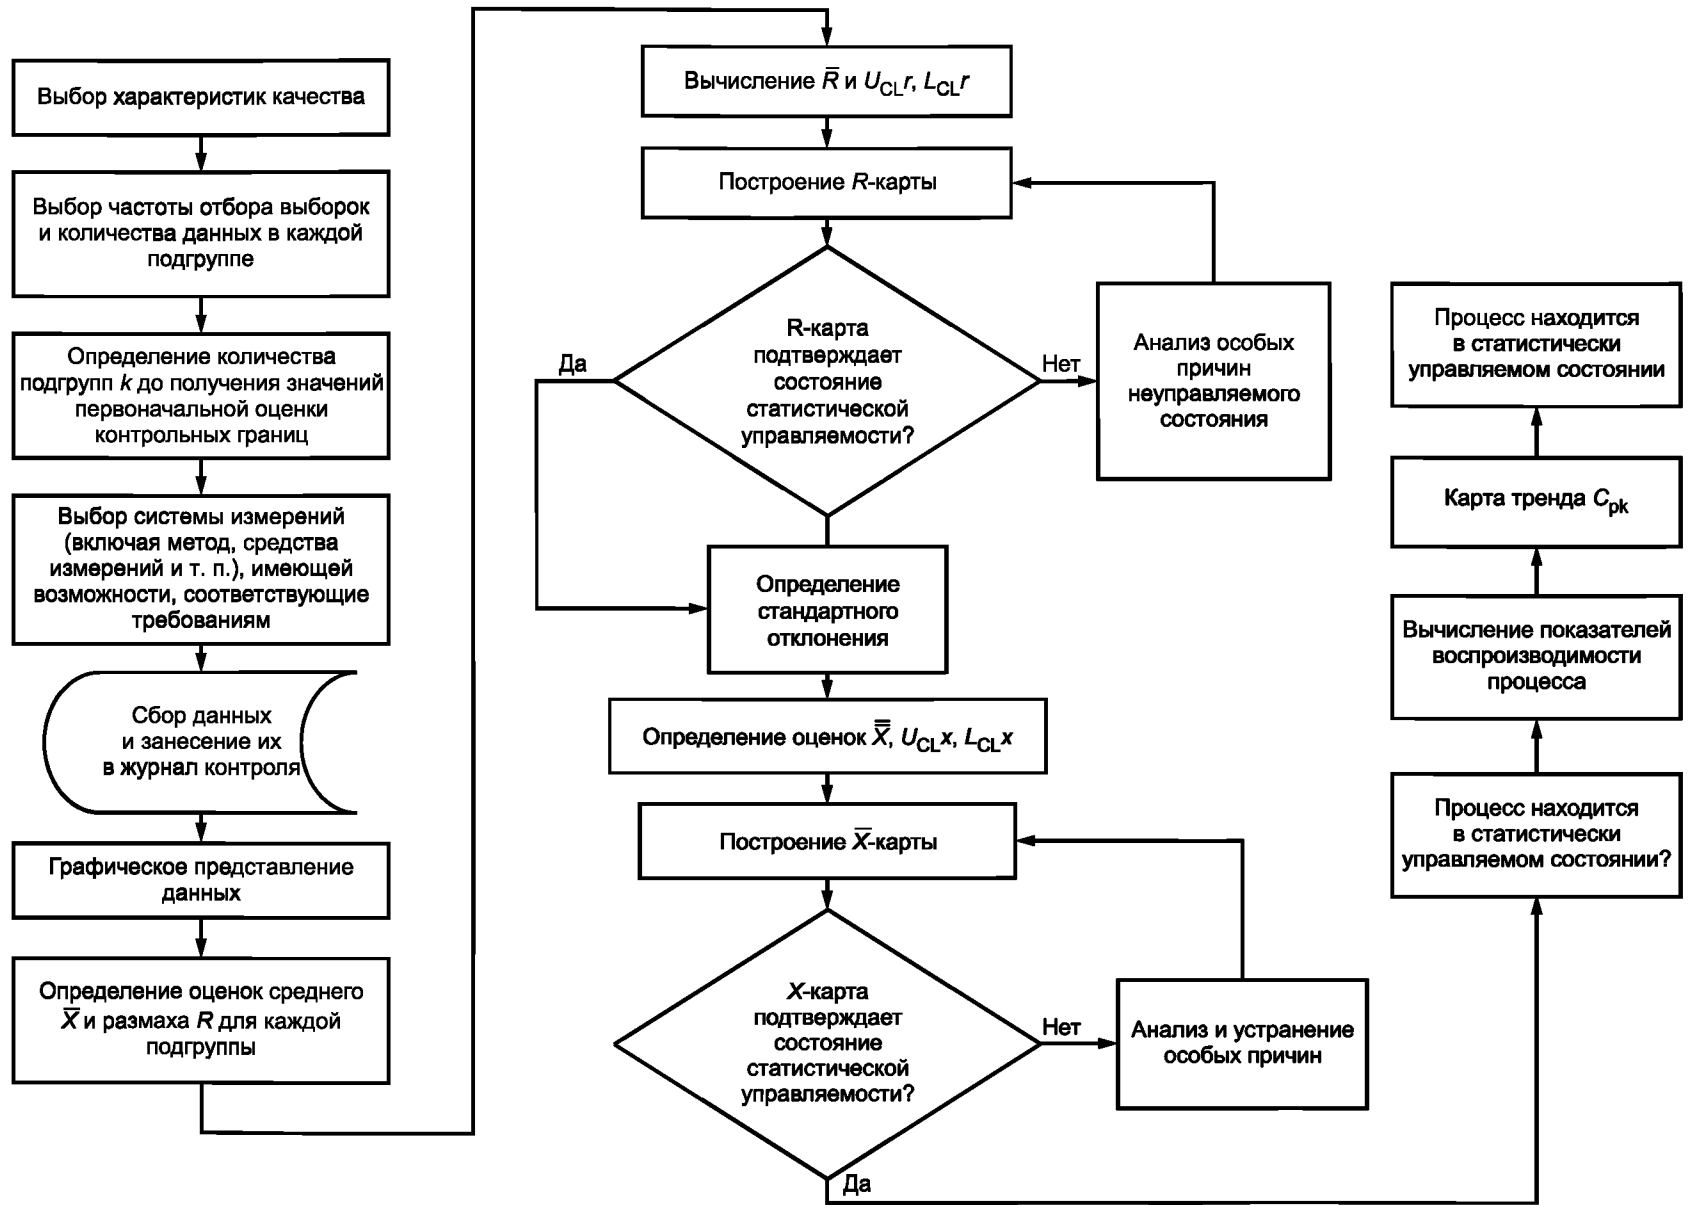 Выбор характеристик качества
Выбор частоты отбора выборок
и количества данных в каждой
подгруппе
Определение количества
подгрупп k до получения значений
первоначальной оценки
контрольных границ
Выбор системы измерений
(включая метод, средства
измерений и т. п.), имеющей
возможности, соответствующие
требованиям
Сбор данных
и занесение их
в журнал контроля
Графическое представление
данных
Определение оценок среднего
X̅ и размаха R для каждой
подгруппы
Вычисление R̅ и U_CL r, L_CL r
Построение R-карты
R-карта
подтверждает
состояние
статистической
управляемости?
Да
Нет
Анализ особых
причин
неуправляемого
состояния
Определение
стандартного
отклонения
Определение оценок X̿, U_CL x, L_CL x
Построение X̅-карты
X-карта
подтверждает
состояние
статистической
управляемости?
Нет
Анализ и устранение
особых причин
Да
Процесс находится
в статистически
управляемом состоянии
Карта тренда C_pk
Вычисление показателей
воспроизводимости
процесса
Процесс находится
в статистически
управляемом состоянии?